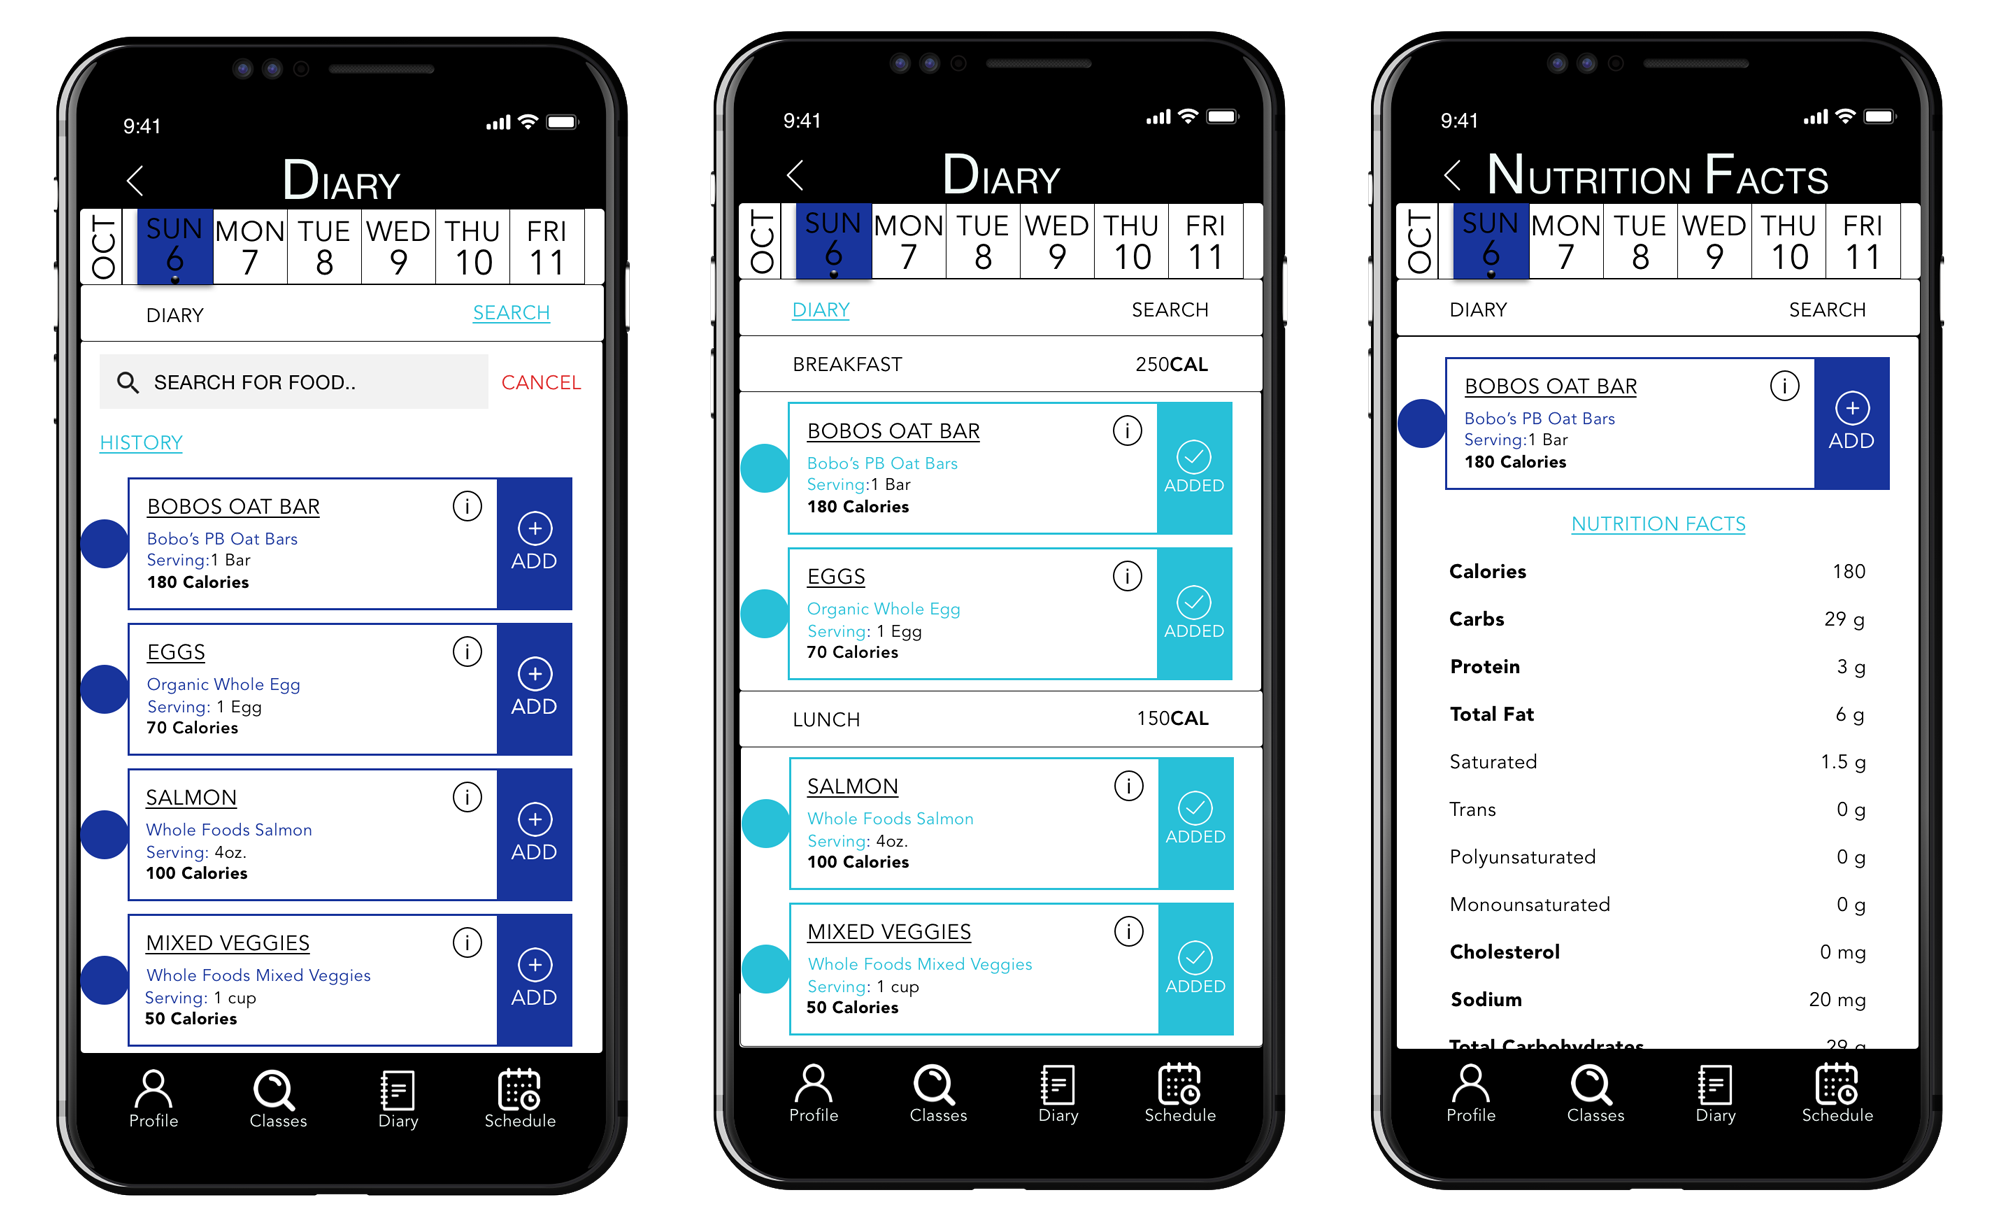 9:41
DIARY
OCT
SUN MON TUE WED THU FRI
6 7 8 9 10 11
DIARY SEARCH
SEARCH FOR FOOD.. CANCEL
HISTORY
BOBOS OAT BAR i
Bobo's PB Oat Bars
Serving:1 Bar
180 Calories
+ ADD
EGGS i
Organic Whole Egg
Serving: 1 Egg
70 Calories
+ ADD
SALMON i
Whole Foods Salmon
Serving: 4oz.
100 Calories
+ ADD
MIXED VEGGIES i
Whole Foods Mixed Veggies
Serving: 1 cup
50 Calories
+ ADD
Profile Classes Diary Schedule
9:41
DIARY
OCT
SUN MON TUE WED THU FRI
6 7 8 9 10 11
DIARY SEARCH
BREAKFAST 250CAL
BOBOS OAT BAR i
Bobo's PB Oat Bars
Serving:1 Bar
180 Calories
ADDED
EGGS i
Organic Whole Egg
Serving: 1 Egg
70 Calories
ADDED
LUNCH 150CAL
SALMON i
Whole Foods Salmon
Serving: 4oz.
100 Calories
ADDED
MIXED VEGGIES i
Whole Foods Mixed Veggies
Serving: 1 cup
50 Calories
ADDED
Profile Classes Diary Schedule
9:41
NUTRITION FACTS
OCT
SUN MON TUE WED THU FRI
6 7 8 9 10 11
DIARY SEARCH
BOBOS OAT BAR i
Bobo's PB Oat Bars
Serving:1 Bar
180 Calories
+ ADD
NUTRITION FACTS
Calories 180
Carbs 29 g
Protein 3 g
Total Fat 6 g
Saturated 1.5 g
Trans 0 g
Polyunsaturated 0 g
Monounsaturated 0 g
Cholesterol 0 mg
Sodium 20 mg
Total Carbohydrates 29 g
Profile Classes Diary Schedule